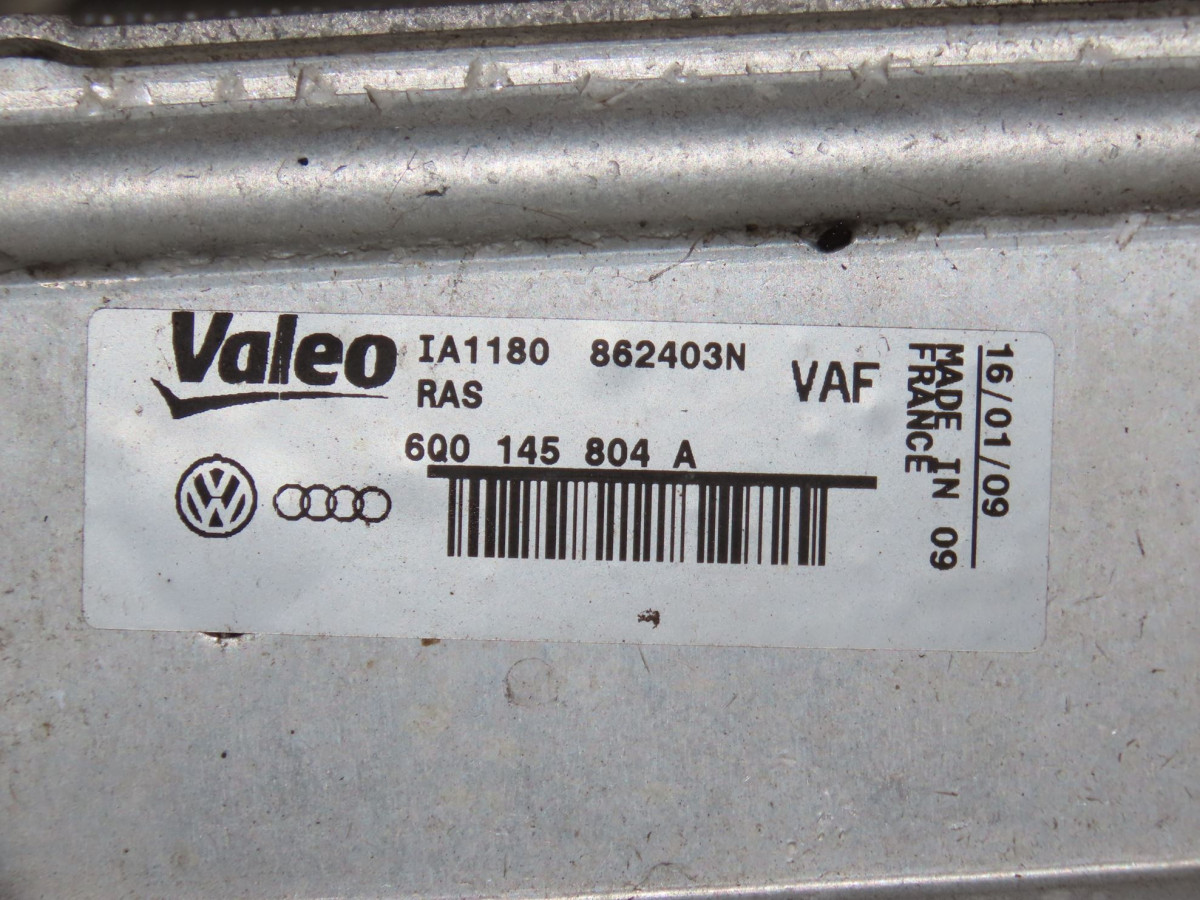 Valeo
IA1180 862403N
RAS
VAF
6Q0 145 804 A
16/01/09
MADE IN 09
FRANCE